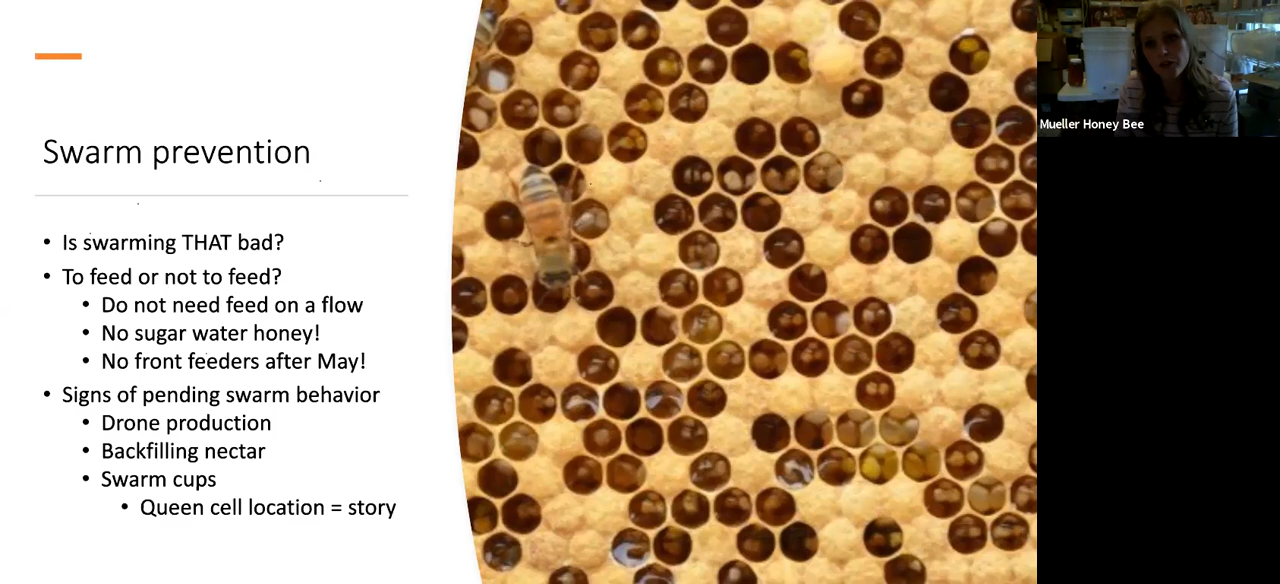 Swarm prevention
• Is swarming THAT bad?
• To feed or not to feed?
• Do not need feed on a flow
• No sugar water honey!
• No front feeders after May!
• Signs of pending swarm behavior
• Drone production
• Backfilling nectar
• Swarm cups
• Queen cell location = story
Mueller Honey Bee